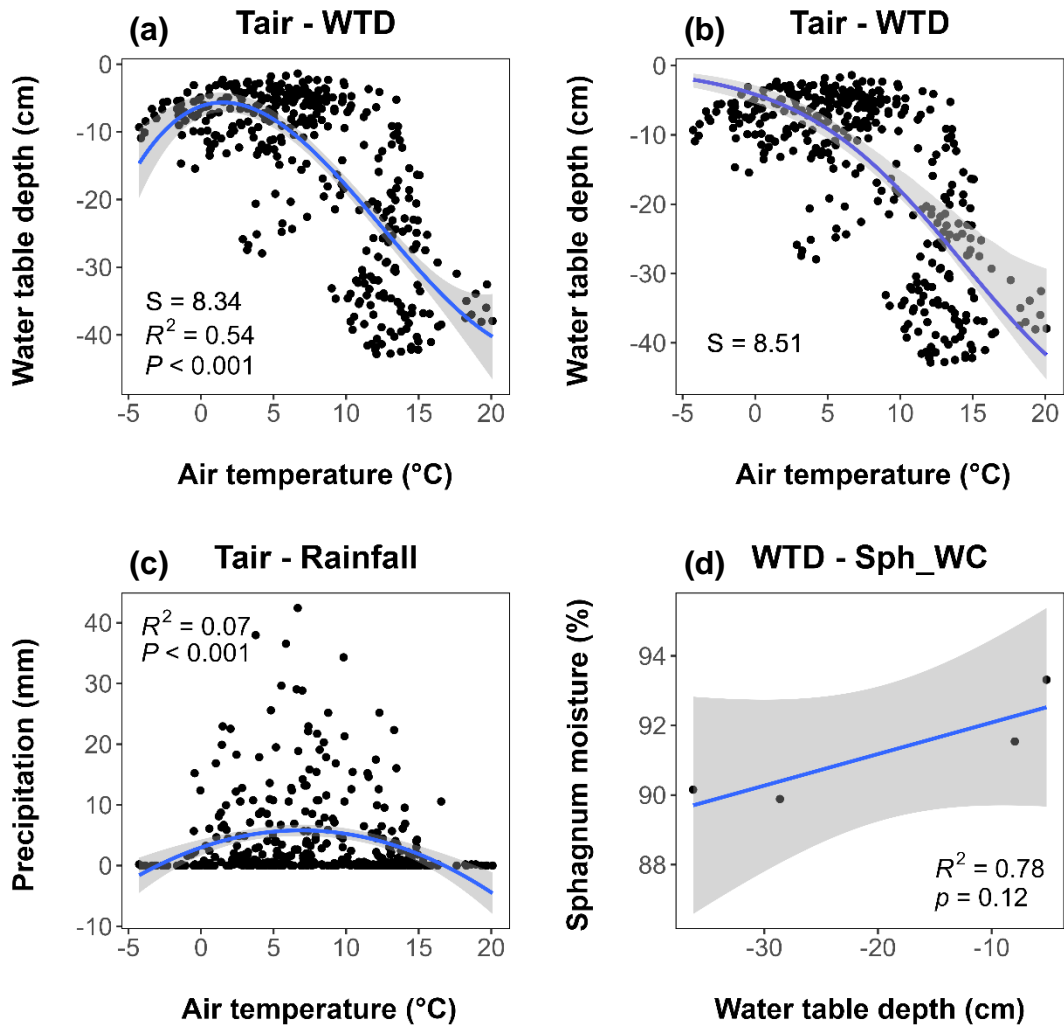 (a) Tair - WTD
Water table depth (cm)
0
-10
-20
-30
-40
S = 8.34
R² = 0.54
P < 0.001
-5 0 5 10 15 20
Air temperature (°C)
(b) Tair - WTD
Water table depth (cm)
0
-10
-20
-30
-40
S = 8.51
-5 0 5 10 15 20
Air temperature (°C)
(c) Tair - Rainfall
Precipitation (mm)
40
30
20
10
0
-10
R² = 0.07
P < 0.001
-5 0 5 10 15 20
Air temperature (°C)
(d) WTD - Sph_WC
Sphagnum moisture (%)
94
92
90
88
R² = 0.78
p = 0.12
-30 -20 -10
Water table depth (cm)